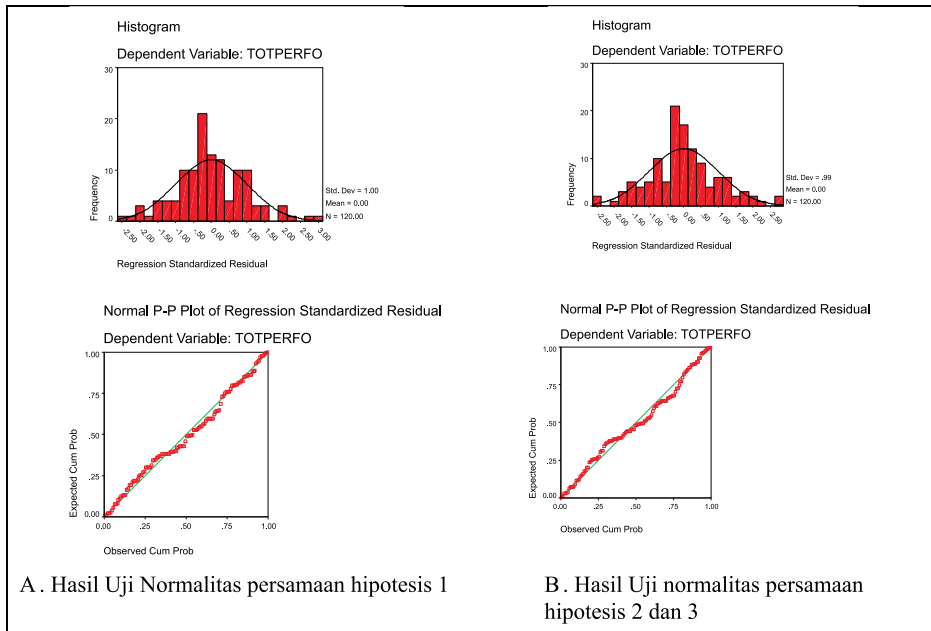 Histogram
Dependent Variable: TOTPERFO
30
20
10
0
Frequency
Std. Dev = 1.00
Mean = 0.00
N = 120.00
-2.50
-2.00
-1.50
-1.00
-.50
0.00
.50
1.00
1.50
2.00
2.50
3.00
Regression Standardized Residual
Normal P-P Plot of Regression Standardized Residual
Dependent Variable: TOTPERFO
1.00
.75
.50
.25
0.00
Expected Cum Prob
0.00
.25
.50
.75
1.00
Observed Cum Prob
A. Hasil Uji Normalitas persamaan hipotesis 1
Histogram
Dependent Variable: TOTPERFO
30
20
10
0
Frequency
Std. Dev = .99
Mean = 0.00
N = 120.00
-2.50
-2.00
-1.50
-1.00
-.50
0.00
.50
1.00
1.50
2.00
2.50
Regression Standardized Residual
Normal P-P Plot of Regression Standardized Residual
Dependent Variable: TOTPERFO
1.00
.75
.50
.25
0.00
Expected Cum Prob
0.00
.25
.50
.75
1.00
Observed Cum Prob
B. Hasil Uji normalitas persamaan
hipotesis 2 dan 3